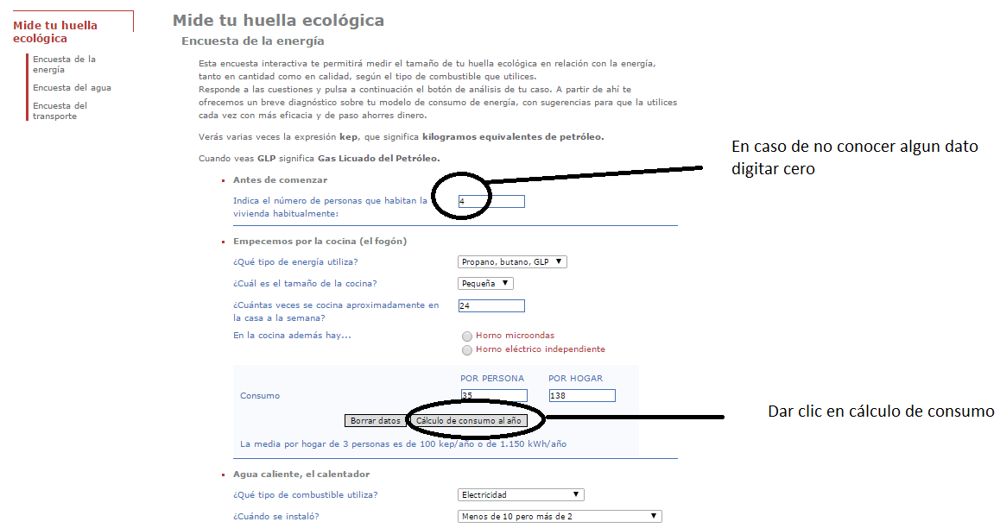 Mide tu huella
ecológica
Encuesta de la
energía
Encuesta del agua
Encuesta del
transporte
Mide tu huella ecológica
Encuesta de la energía
Esta encuesta interactiva te permitirá medir el tamaño de tu huella ecológica en relación con la energía,
tanto en cantidad como en calidad, según el tipo de combustible que utilices.
Responde a las cuestiones y pulsa a continuación el botón de análisis de tu caso. A partir de ahí te
ofrecemos un breve diagnóstico sobre tu modelo de consumo de energía, con sugerencias para que la utilices
cada vez con más eficacia y de paso ahorres dinero.
Verás varias veces la expresión kep, que significa kilogramos equivalentes de petróleo.
Cuando veas GLP significa Gas Licuado del Petróleo.
En caso de no conocer algun dato
digitar cero
Antes de comenzar
Indica el número de personas que habitan la
vivienda habitualmente:
4
Empecemos por la cocina (el fogón)
¿Qué tipo de energía utiliza? Propano, butano, GLP
¿Cuál es el tamaño de la cocina? Pequeña
¿Cuántas veces se cocina aproximadamente en
la casa a la semana?
24
En la cocina además hay... Horno microondas
Horno eléctrico independiente
POR PERSONA POR HOGAR
Consumo 35 138
Borrar datos Cálculo de consumo al año
Dar clic en cálculo de consumo
La media por hogar de 3 personas es de 100 kep/año o de 1.150 kWh/año
Agua caliente, el calentador
¿Qué tipo de combustible utiliza? Electricidad
¿Cuándo se instaló? Menos de 10 pero más de 2